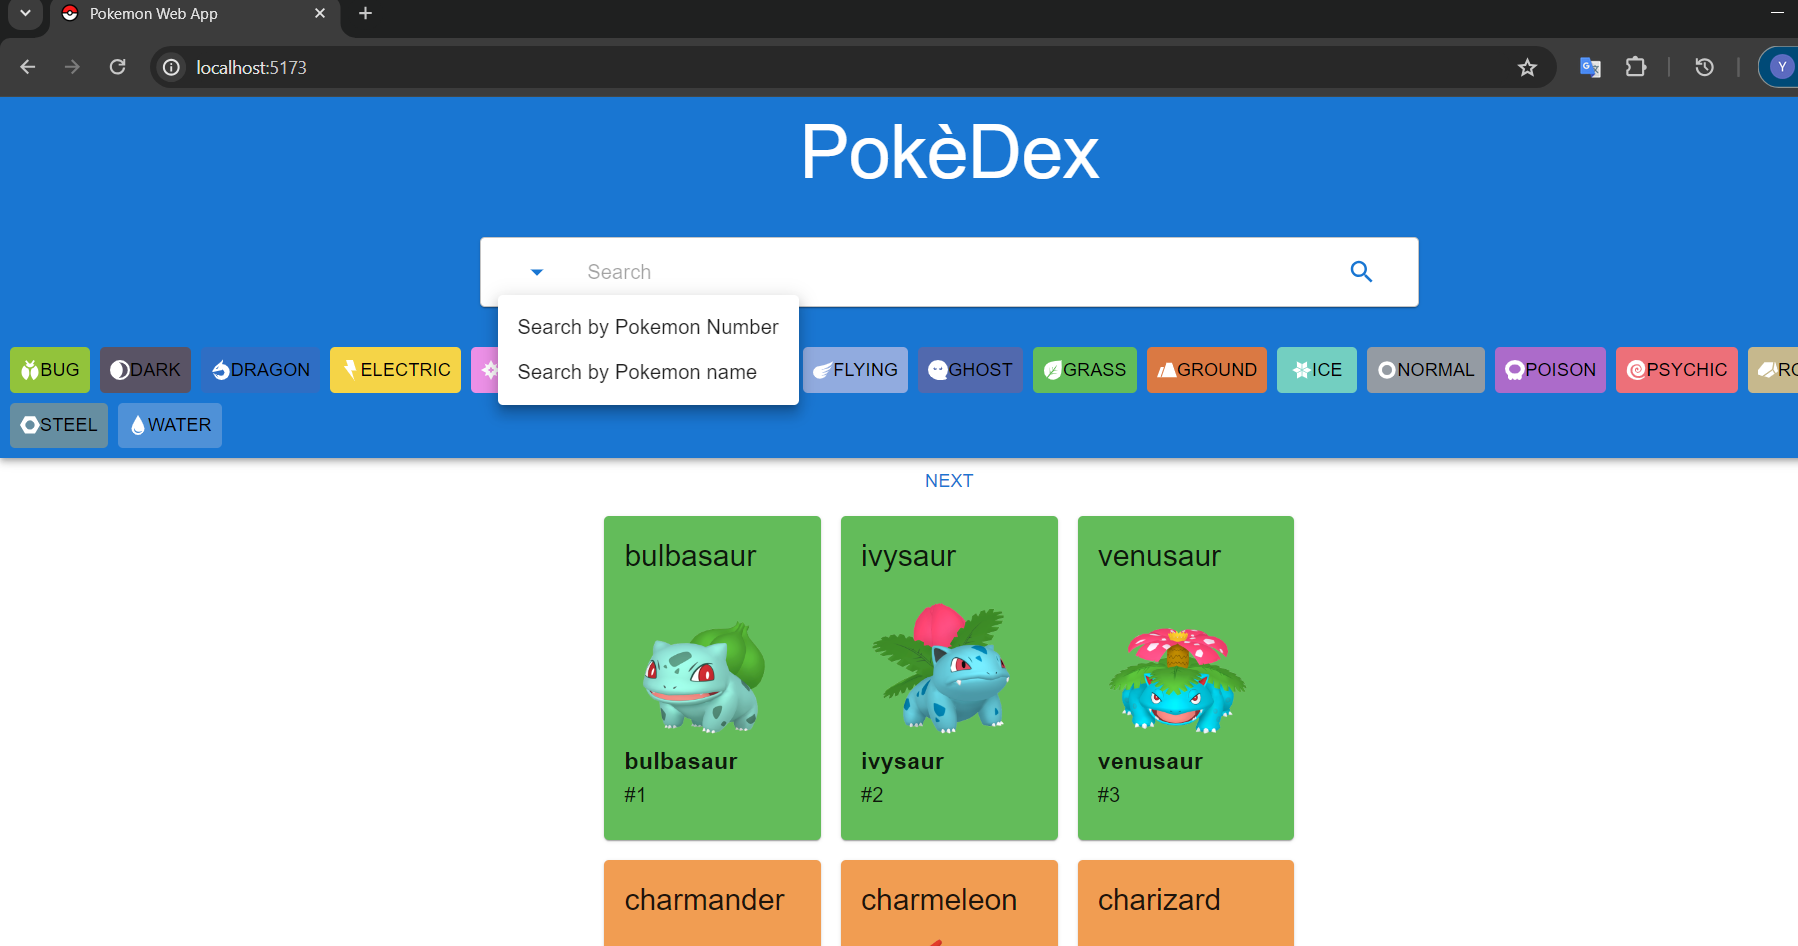 Pokemon Web App
localhost:5173
Y
PokèDex
Search
Search by Pokemon Number
Search by Pokemon name
BUG DARK DRAGON ELECTRIC FLYING GHOST GRASS GROUND ICE NORMAL POISON PSYCHIC
STEEL WATER
NEXT
bulbasaur ivysaur venusaur
bulbasaur ivysaur venusaur
#1 #2 #3
charmander charmeleon charizard